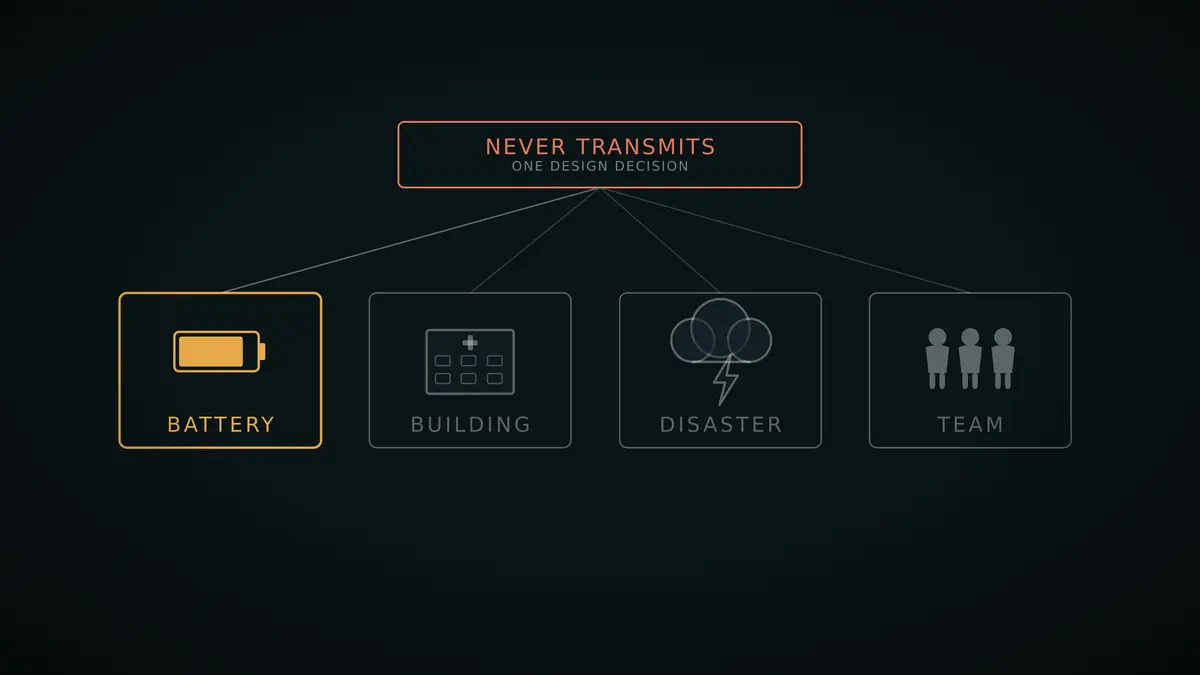 NEVER TRANSMITS
ONE DESIGN DECISION
BATTERY
BUILDING
DISASTER
TEAM